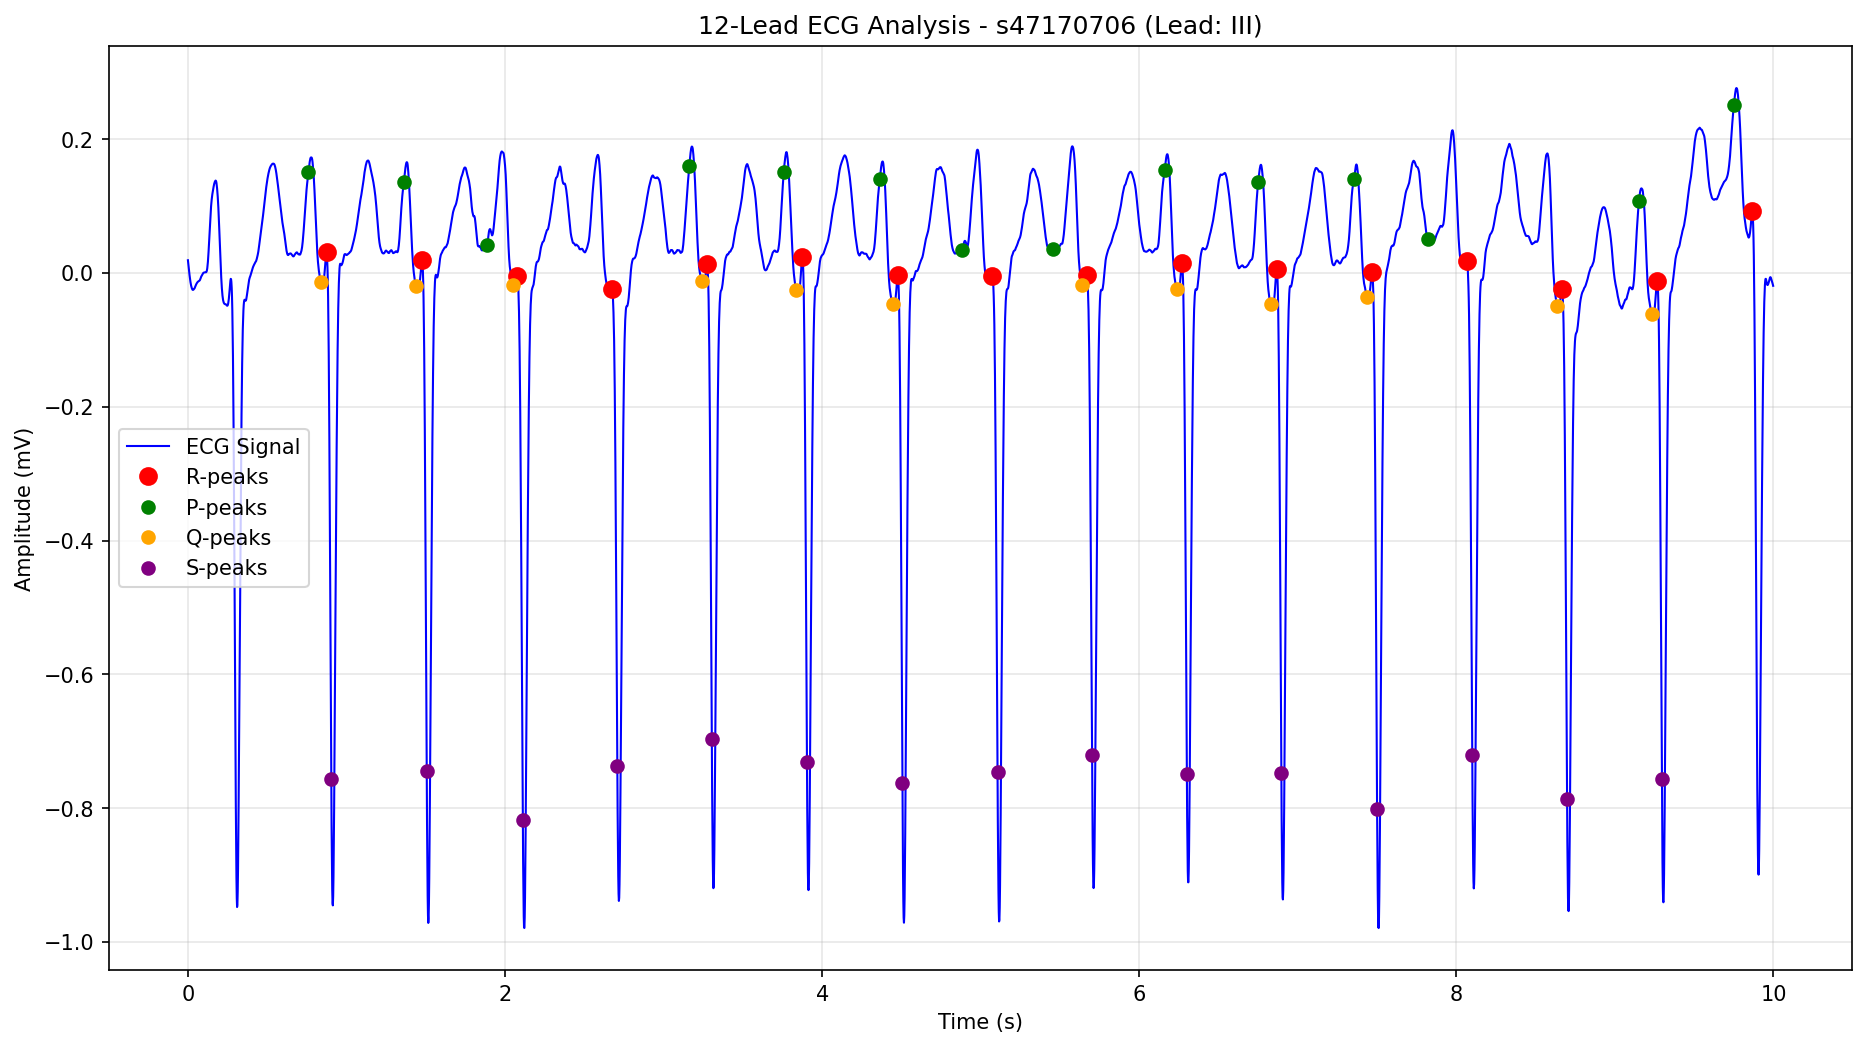 12-Lead ECG Analysis - s47170706 (Lead: III)
Amplitude (mV)
0.2
0.0
−0.2
−0.4
−0.6
−0.8
−1.0
ECG Signal
R-peaks
P-peaks
Q-peaks
S-peaks
0 2 4 6 8 10
Time (s)